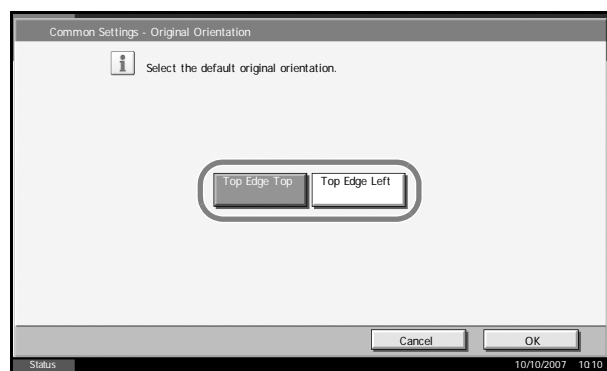 Common Settings - Original Orientation
Select the default original orientation.
Top Edge Top
Top Edge Left
Cancel
OK
Status
10/10/2007 10:10